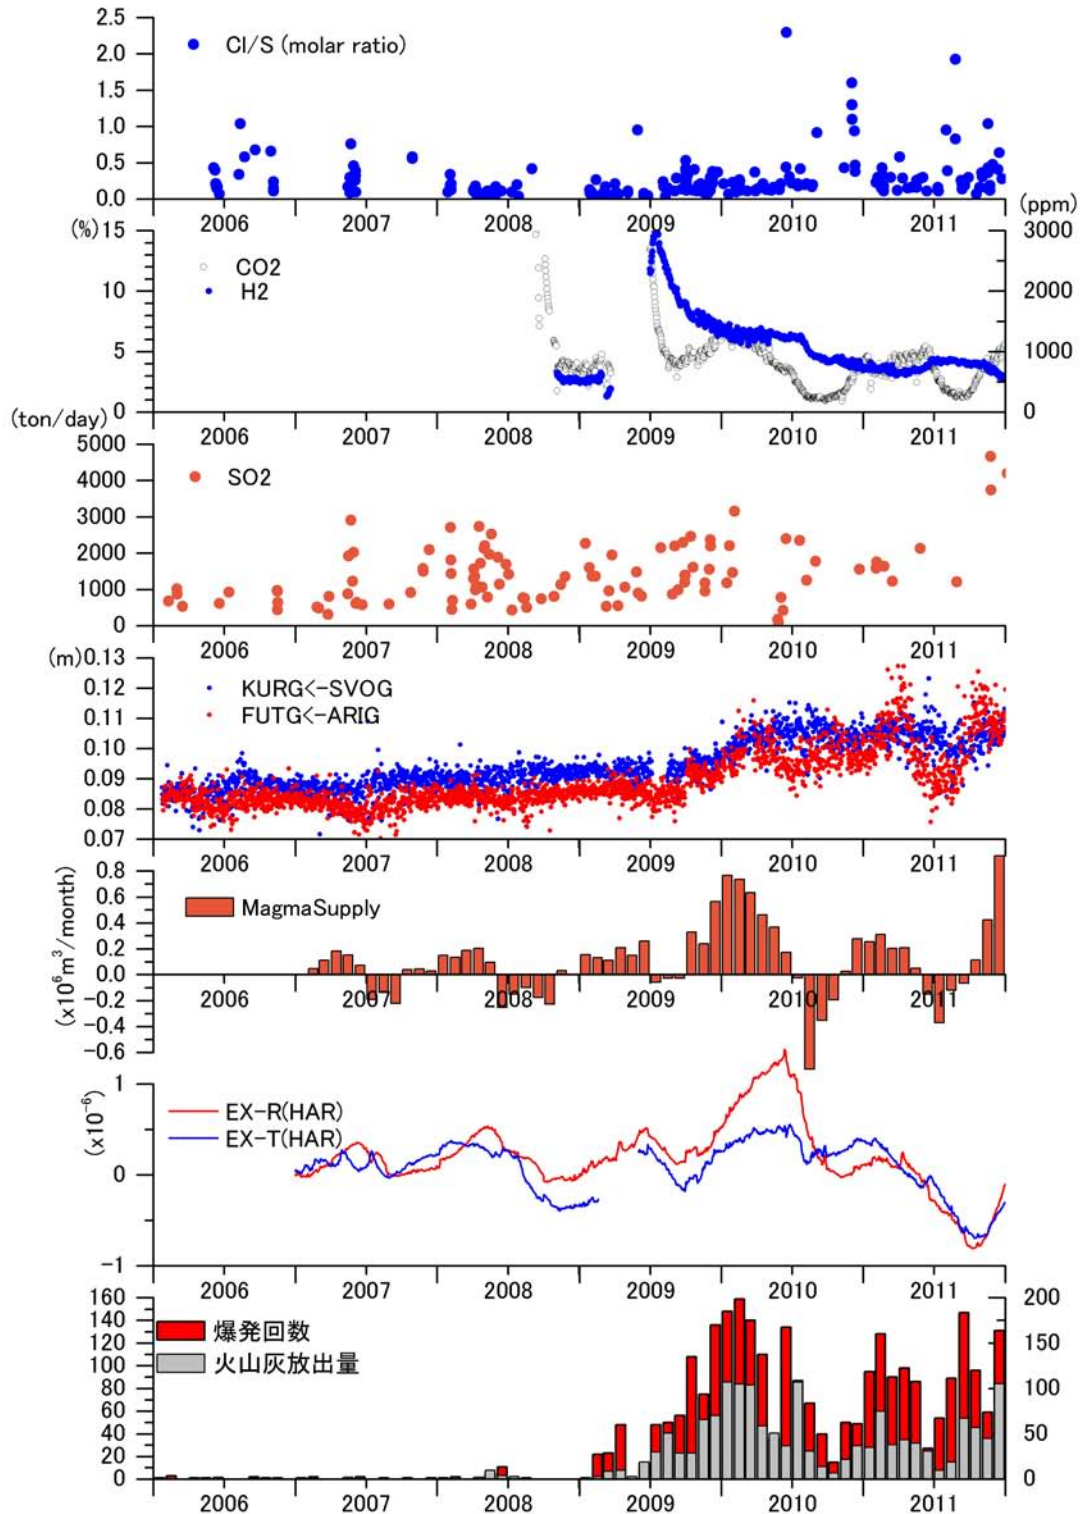 2.5
2.0
1.5
1.0
0.5
0.0
Cl/S (molar ratio)
2006 2007 2008 2009 2010 2011
(%)
(ppm)
15
10
5
0
CO2
H2
3000
2000
1000
0
2006 2007 2008 2009 2010 2011
(ton/day)
5000
4000
3000
2000
1000
0
SO2
2006 2007 2008 2009 2010 2011
(m)
0.13
0.12
0.11
0.10
0.09
0.08
0.07
KURG<-SVOG
FUTG<-ARIG
2006 2007 2008 2009 2010 2011
(x10⁶m³/month)
0.8
0.6
0.4
0.2
0.0
-0.2
-0.4
-0.6
MagmaSupply
2006 2007 2008 2009 2010 2011
(x10⁻⁶)
1
0
-1
EX-R(HAR)
EX-T(HAR)
2006 2007 2008 2009 2010 2011
160
140
120
100
80
60
40
20
0
爆発回数
火山灰放出量
200
150
100
50
0
2006 2007 2008 2009 2010 2011